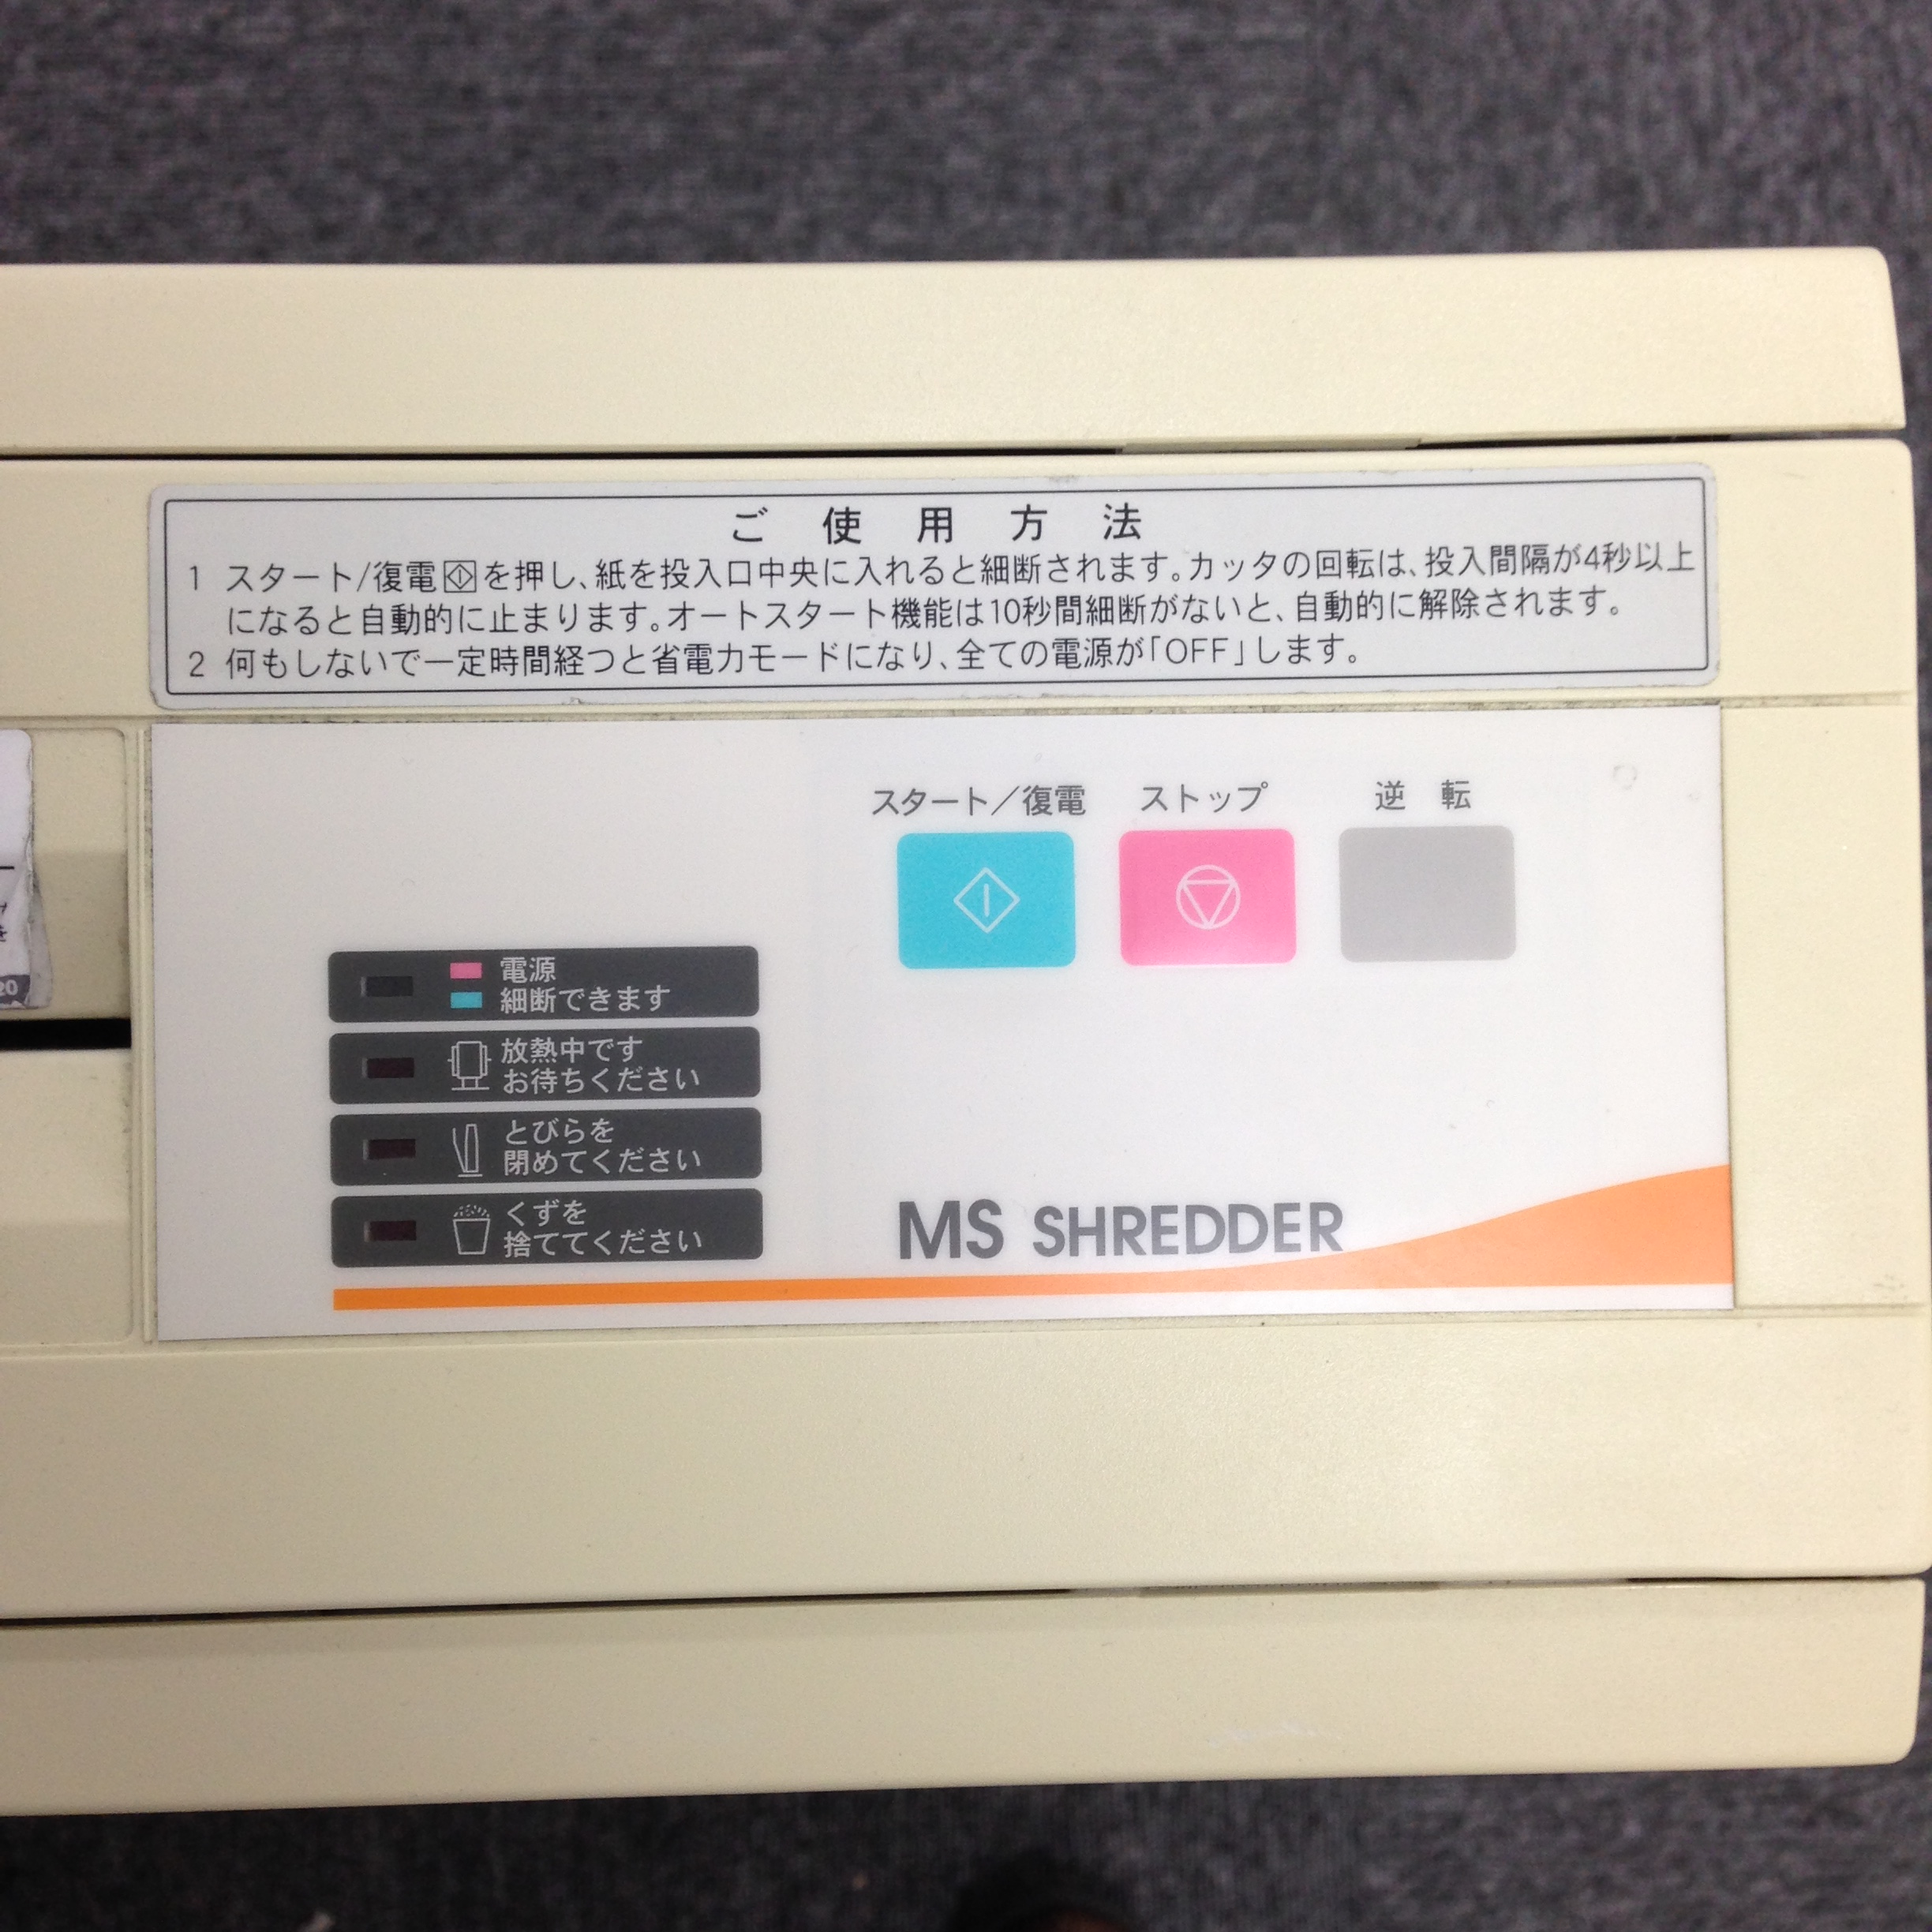 ご使用方法
1 スタート/復電を押し、紙を投入口中央に入れると細断されます。カッタの回転は、投入間隔が4秒以上
になると自動的に止まります。オートスタート機能は10秒間細断がないと、自動的に解除されます。
2 何もしないで一定時間経つと省電力モードになり、全ての電源が「OFF」します。
スタート/復電 ストップ 逆転
電源
細断できます
放熱中です
お待ちください
とびらを
閉めてください
くずを
捨ててください
MS SHREDDER
20